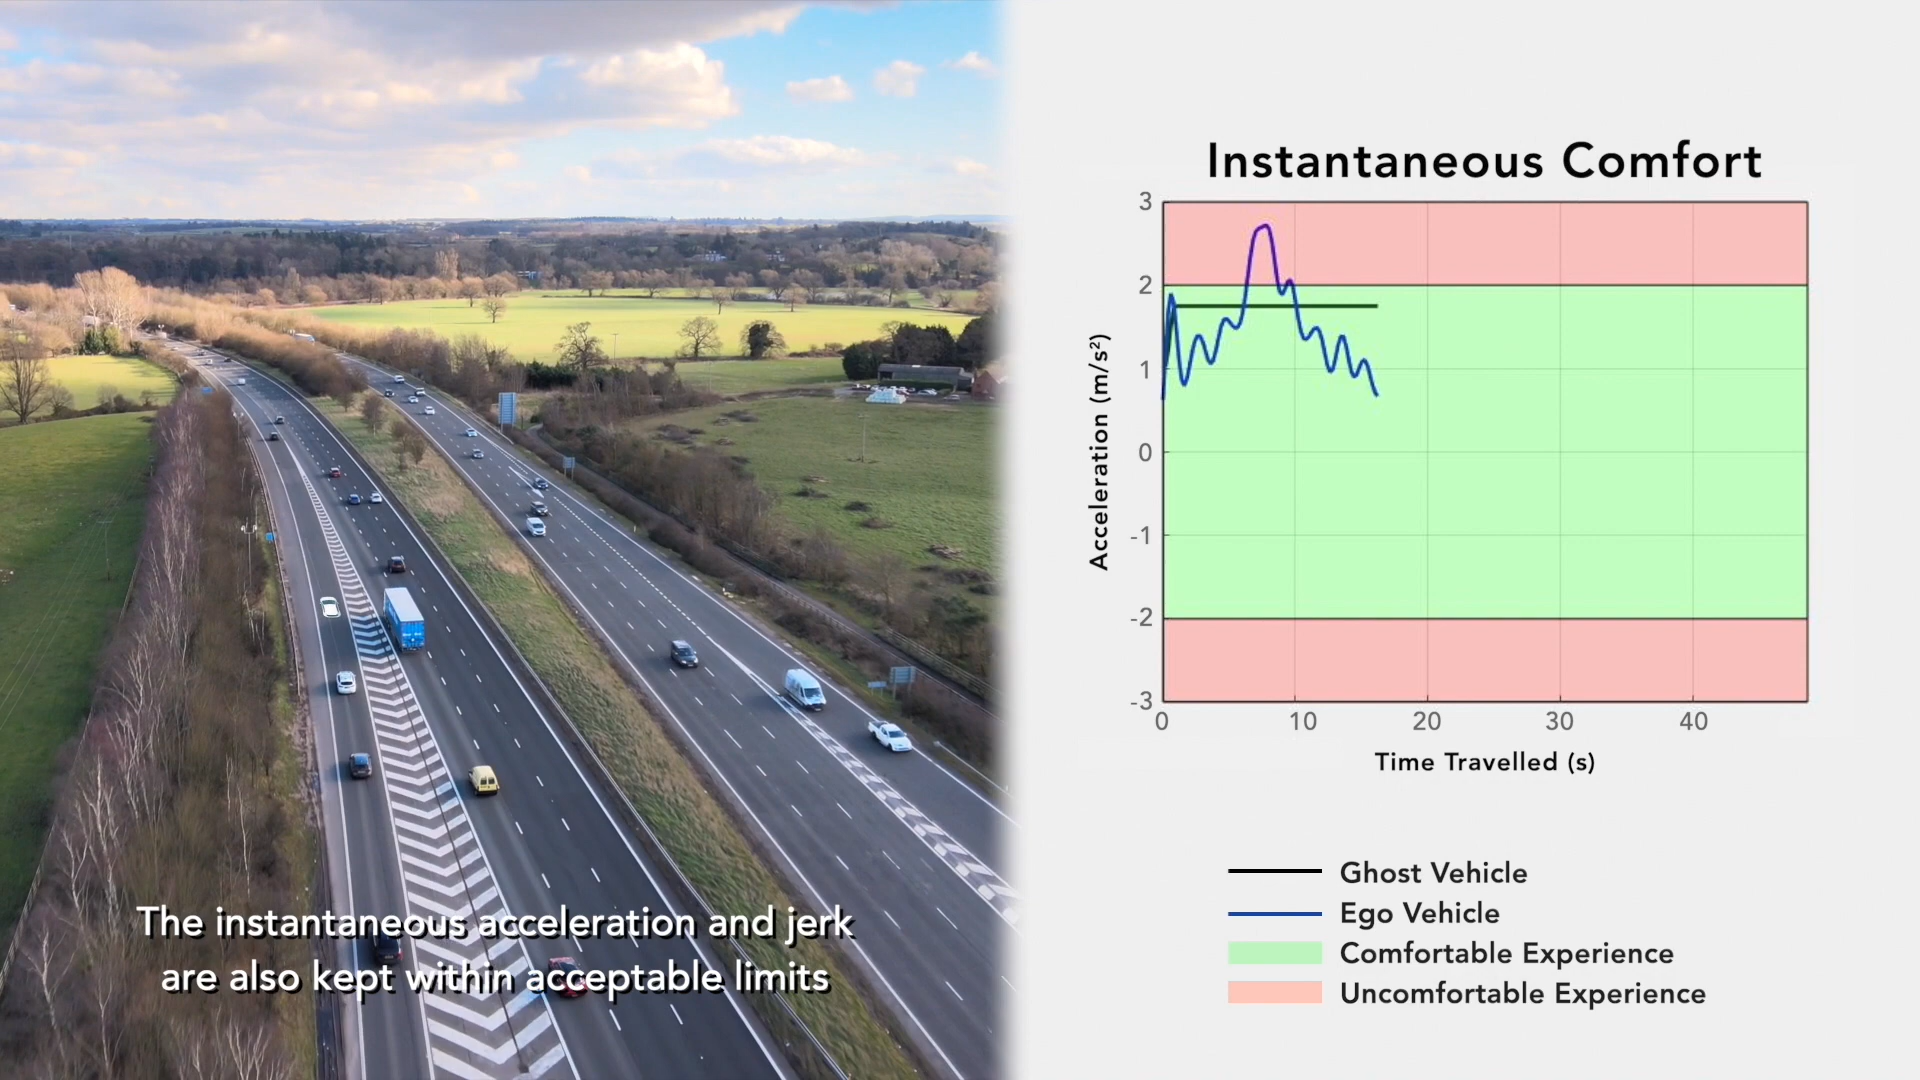 Instantaneous Comfort
3
2
1
0
-1
-2
-3
Acceleration (m/s²)
0 10 20 30 40
Time Travelled (s)
Ghost Vehicle
Ego Vehicle
Comfortable Experience
Uncomfortable Experience
The instantaneous acceleration and jerk
are also kept within acceptable limits